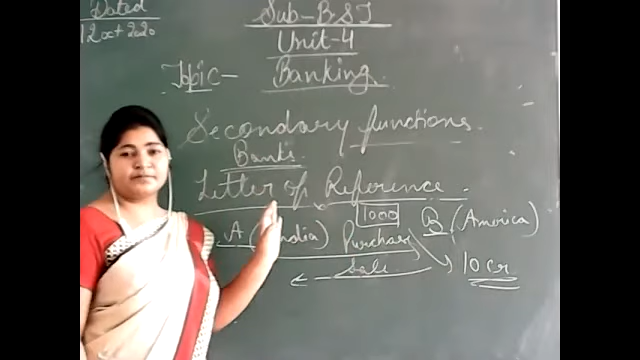 Dated
12 Oct 2020
Sub-BST
Unit-4
Topic- Banking
Secondary functions.
Banks
Letter of Reference.
1000
A (India) Purchase B (America)
Sale
10 cr